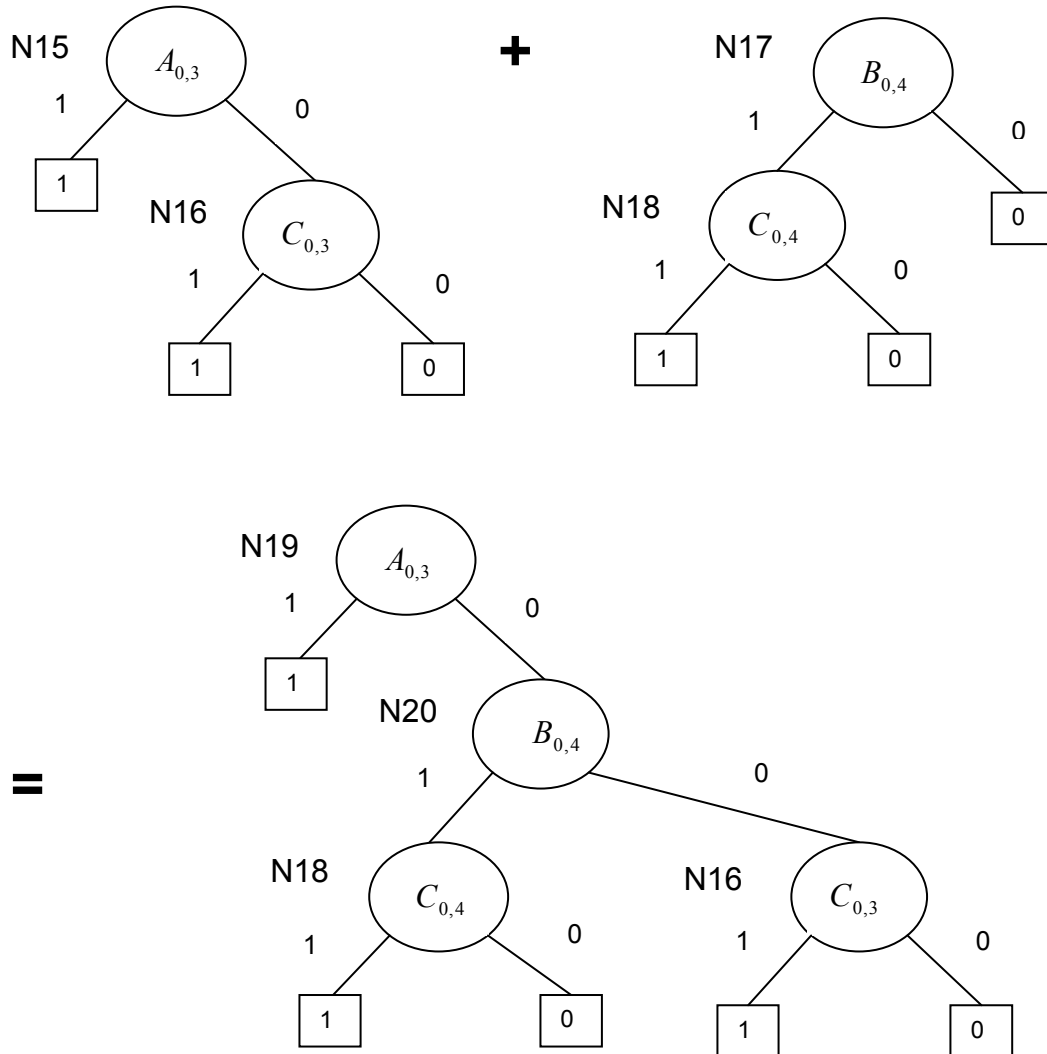 N15 A0,3 + N17 B0,4
1 0 1 0
1 N16 C0,3 N18 C0,4 0
1 0 1 0
1 0 1 0
N19 A0,3
1 0
1 N20 B0,4
= 1 0
N18 C0,4 N16 C0,3
1 0 1 0
1 0 1 0